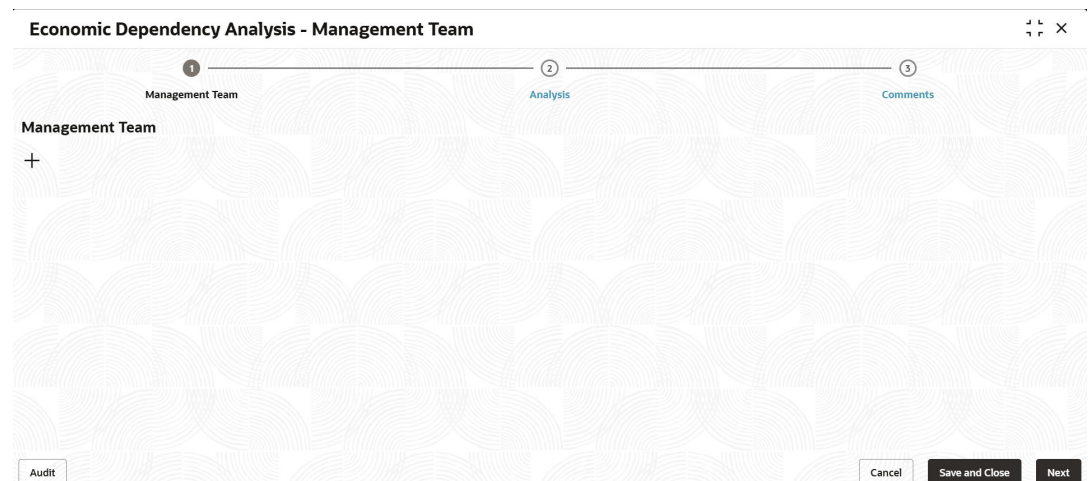 Economic Dependency Analysis - Management Team
1 2 3
Management Team Analysis Comments
Management Team
Audit Cancel Save and Close Next